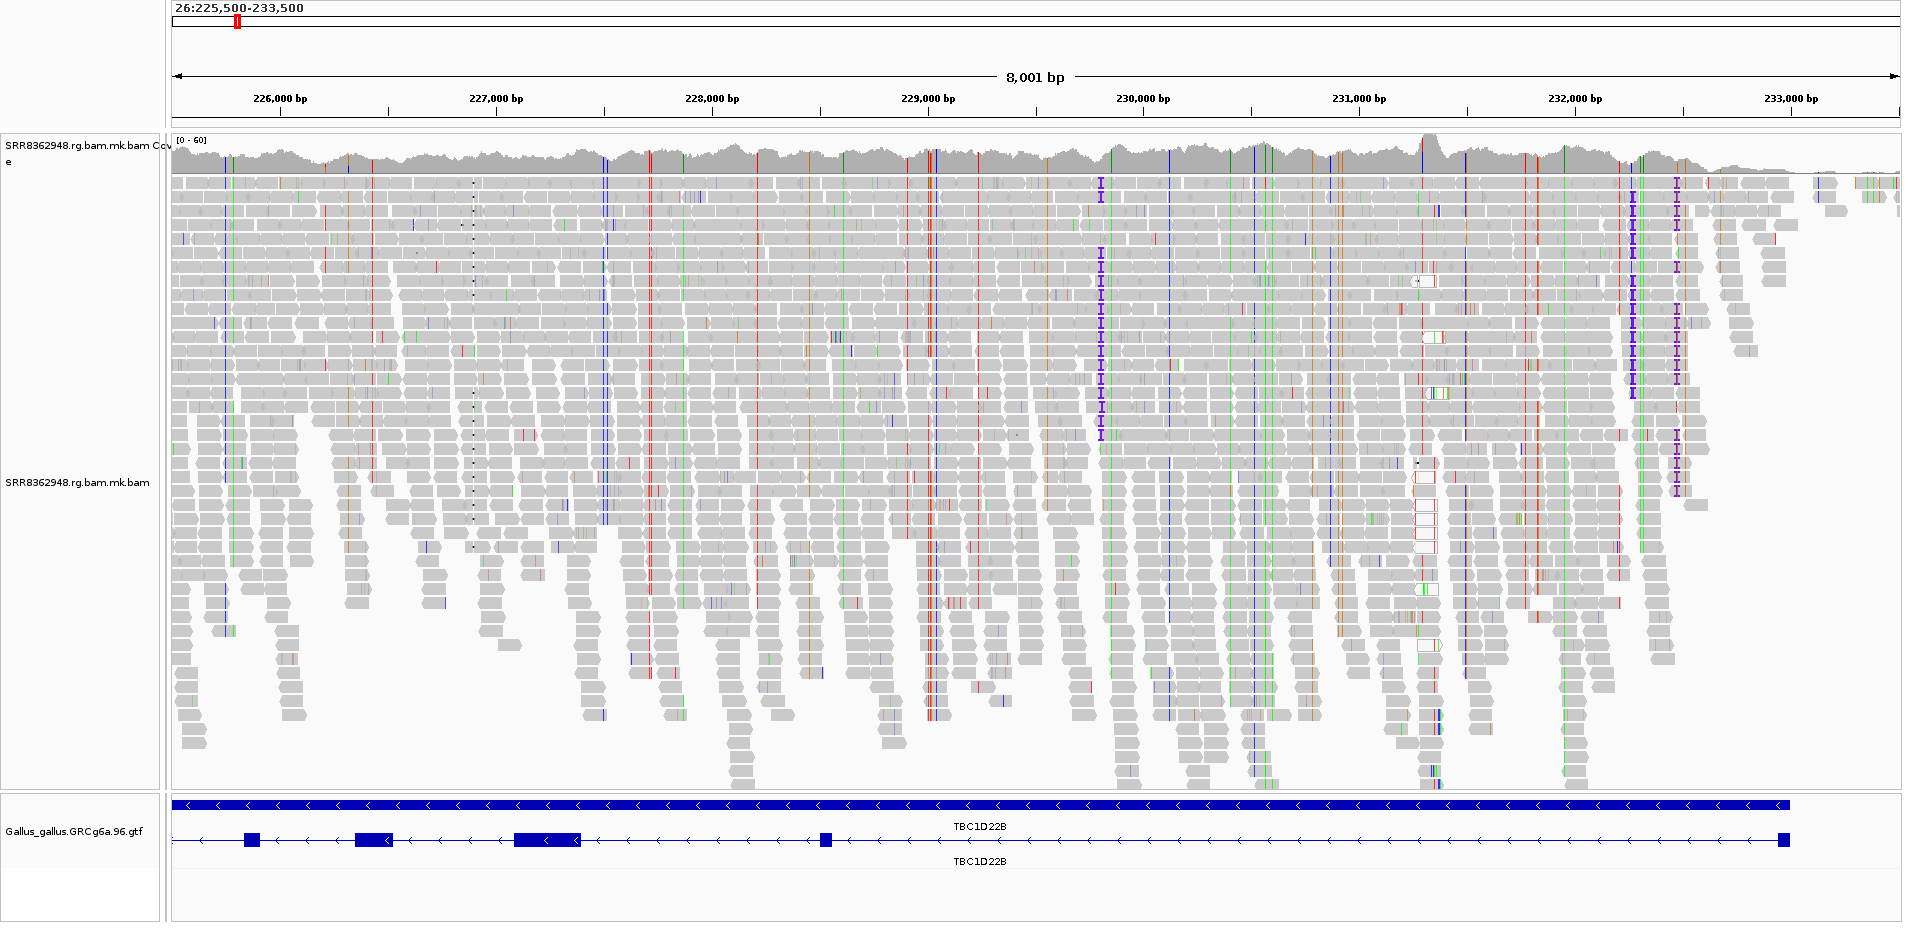 26:225,500-233,500
8,001 bp
226,000 bp 227,000 bp 228,000 bp 229,000 bp 230,000 bp 231,000 bp 232,000 bp 233,000 bp
[0 - 60]
SRR8362948.rg.bam.mk.bam Cov
e
SRR8362948.rg.bam.mk.bam
TBC1D22B
Gallus_gallus.GRCg6a.96.gtf
TBC1D22B